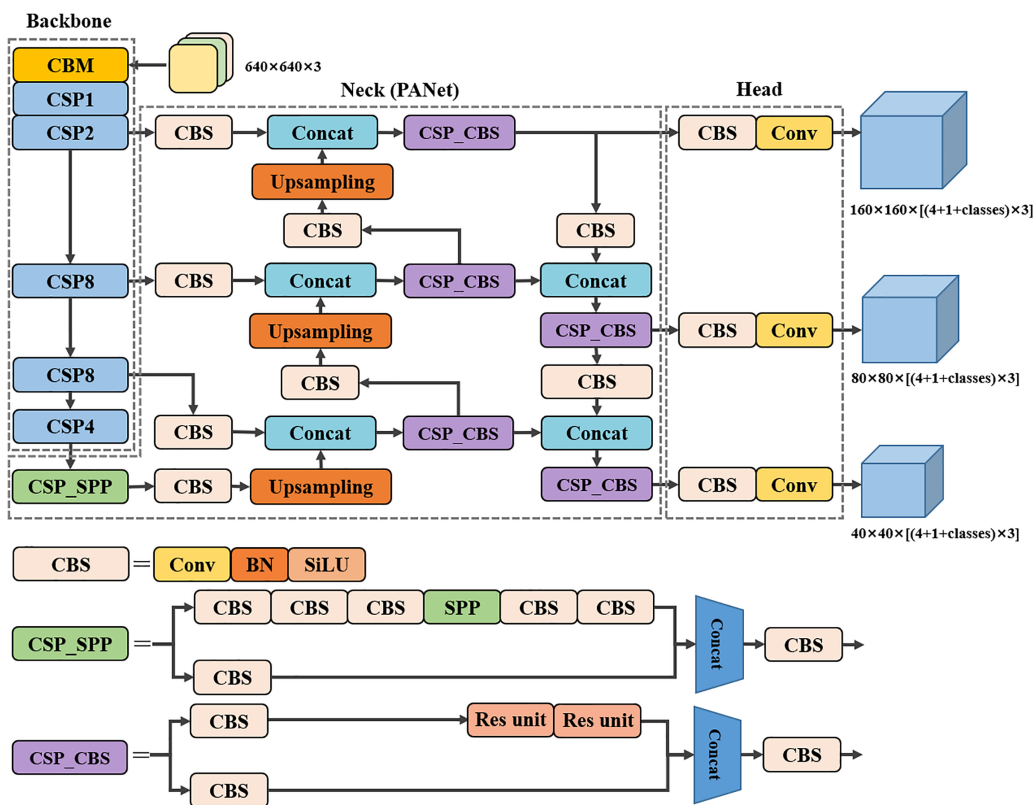 Backbone
CBM
640×640×3
CSP1
Neck (PANet)
Head
CSP2
CBS
Concat
CSP_CBS
CBS
Conv
Upsampling
160×160×[(4+1+classes)×3]
CBS
CBS
CSP8
CBS
Concat
CSP_CBS
Concat
Upsampling
CSP_CBS
CBS
Conv
CSP8
CBS
CBS
80×80×[(4+1+classes)×3]
CSP4
CBS
Concat
CSP_CBS
Concat
CSP_SPP
CBS
Upsampling
CSP_CBS
CBS
Conv
40×40×[(4+1+classes)×3]
CBS
=
Conv
BN
SiLU
CSP_SPP
=
CBS
CBS
CBS
SPP
CBS
CBS
CBS
Concat
CBS
CSP_CBS
=
CBS
Res unit
Res unit
CBS
Concat
CBS